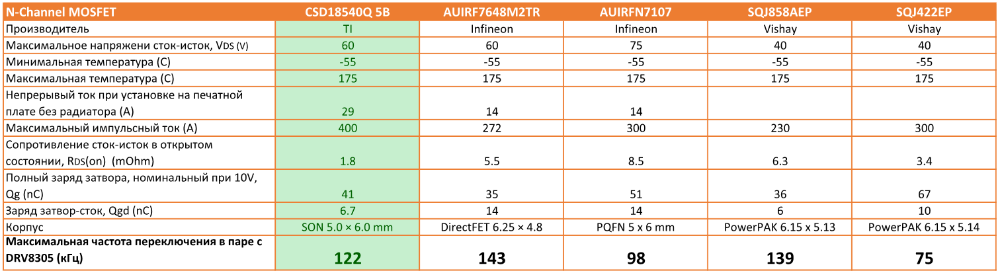 N-Channel MOSFET CSD18540Q 5B AUIRF7648M2TR AUIRFN7107 SQJ858AEP SQJ422EP
Производитель TI Infineon Infineon Vishay Vishay
Максимальное напряжени сток-исток, VDS (V) 60 60 75 40 40
Минимальная температура (C) -55 -55 -55 -55 -55
Максимальная температура (C) 175 175 175 175 175
Непрерывый ток при установке на печатной
плате без радиатора (A) 29 14 14
Максимальный импульсный ток (A) 400 272 300 230 300
Сопротивление сток-исток в открытом
состоянии, RDS(on) (mOhm) 1.8 5.5 8.5 6.3 3.4
Полный заряд затвора, номинальный при 10V,
Qg (nC) 41 35 51 36 67
Заряд затвор-сток, Qgd (nC) 6.7 14 14 6 10
Корпус SON 5.0 × 6.0 mm DirectFET 6.25 × 4.8 PQFN 5 x 6 mm PowerPAK 6.15 x 5.13 PowerPAK 6.15 x 5.14
Максимальная частота переключения в паре с
DRV8305 (кГц) 122 143 98 139 75